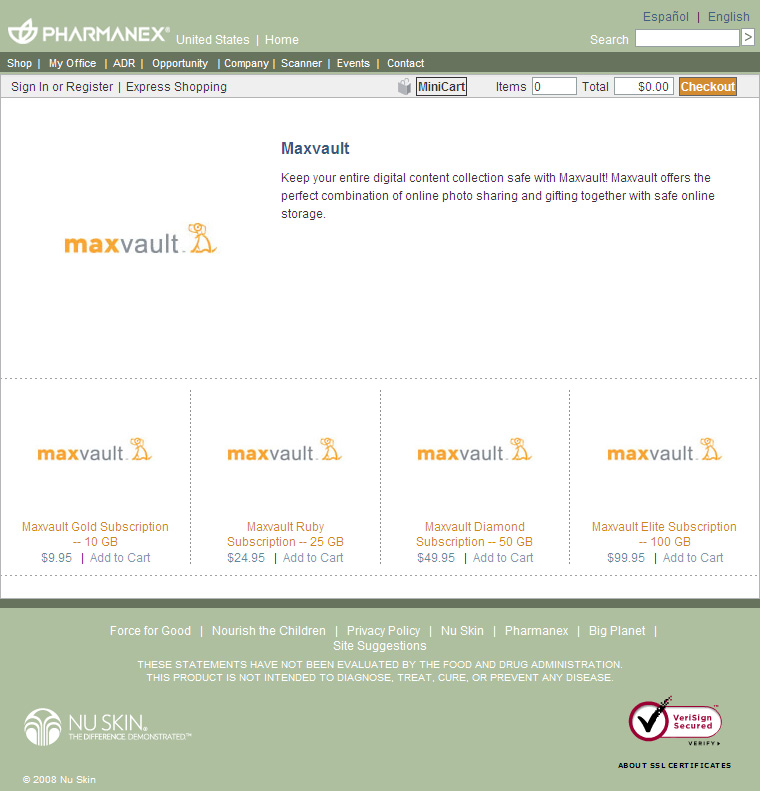 Español | English
PHARMANEX® United States | Home
Search >
Shop | My Office | ADR | Opportunity | Company | Scanner | Events | Contact
Sign In or Register | Express Shopping MiniCart Items 0 Total $0.00 Checkout
Maxvault
Keep your entire digital content collection safe with Maxvault! Maxvault offers the
perfect combination of online photo sharing and gifting together with safe online
storage.
maxvault
maxvault
maxvault
maxvault
maxvault
Maxvault Gold Subscription
-- 10 GB
$9.95 | Add to Cart
Maxvault Ruby
Subscription -- 25 GB
$24.95 | Add to Cart
Maxvault Diamond
Subscription -- 50 GB
$49.95 | Add to Cart
Maxvault Elite Subscription
-- 100 GB
$99.95 | Add to Cart
Force for Good | Nourish the Children | Privacy Policy | Nu Skin | Pharmanex | Big Planet |
Site Suggestions
THESE STATEMENTS HAVE NOT BEEN EVALUATED BY THE FOOD AND DRUG ADMINISTRATION.
THIS PRODUCT IS NOT INTENDED TO DIAGNOSE, TREAT, CURE, OR PREVENT ANY DISEASE.
NU SKIN®
THE DIFFERENCE DEMONSTRATED.™
VeriSign™
Secured
VERIFY▸
ABOUT SSL CERTIFICATES
© 2008 Nu Skin